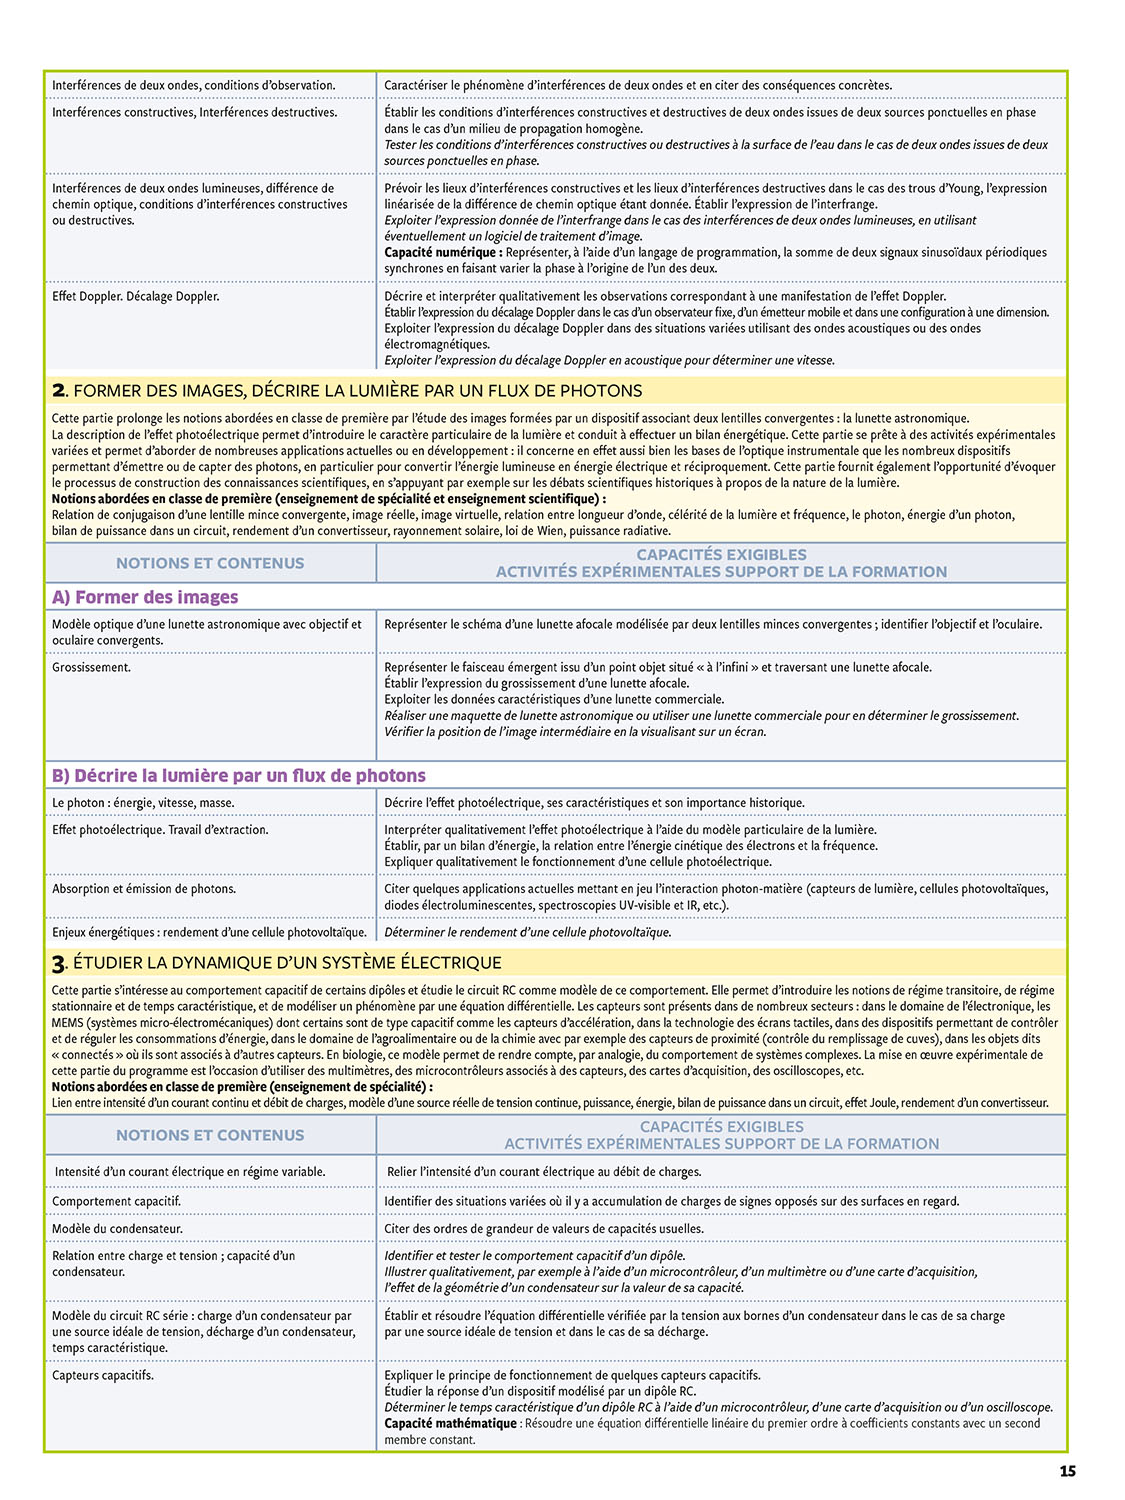 Interférences de deux ondes, conditions d'observation.
Caractériser le phénomène d'interférences de deux ondes et en citer des conséquences concrètes.
Interférences constructives, Interférences destructives.
Établir les conditions d'interférences constructives et destructives de deux ondes issues de deux sources ponctuelles en phase
dans le cas d'un milieu de propagation homogène.
Tester les conditions d'interférences constructives ou destructives à la surface de l'eau dans le cas de deux ondes issues de deux
sources ponctuelles en phase.
Interférences de deux ondes lumineuses, différence de
chemin optique, conditions d'interférences constructives
ou destructives.
Prévoir les lieux d'interférences constructives et les lieux d'interférences destructives dans le cas des trous d'Young, l'expression
linéarisée de la différence de chemin optique étant donnée. Établir l'expression de l'interfrange.
Exploiter l'expression donnée de l'interfrange dans le cas des interférences de deux ondes lumineuses, en utilisant
éventuellement un logiciel de traitement d'image.
Capacité numérique : Représenter, à l'aide d'un langage de programmation, la somme de deux signaux sinusoïdaux périodiques
synchrones en faisant varier la phase à l'origine de l'un des deux.
Effet Doppler. Décalage Doppler.
Décrire et interpréter qualitativement les observations correspondant à une manifestation de l'effet Doppler.
Établir l'expression du décalage Doppler dans le cas d'un observateur fixe, d'un émetteur mobile et dans une configuration à une dimension.
Exploiter l'expression du décalage Doppler dans des situations variées utilisant des ondes acoustiques ou des ondes
électromagnétiques.
Exploiter l'expression du décalage Doppler en acoustique pour déterminer une vitesse.
2. FORMER DES IMAGES, DÉCRIRE LA LUMIÈRE PAR UN FLUX DE PHOTONS
Cette partie prolonge les notions abordées en classe de première par l'étude des images formées par un dispositif associant deux lentilles convergentes : la lunette astronomique.
La description de l'effet photoélectrique permet d'introduire le caractère particulaire de la lumière et conduit à effectuer un bilan énergétique. Cette partie se prête à des activités expérimentales
variées et permet d'aborder de nombreuses applications actuelles ou en développement : il concerne en effet aussi bien les bases de l'optique instrumentale que les nombreux dispositifs
permettant d'émettre ou de capter des photons, en particulier pour convertir l'énergie lumineuse en énergie électrique et réciproquement. Cette partie fournit également l'opportunité d'évoquer
le processus de construction des connaissances scientifiques, en s'appuyant par exemple sur les débats scientifiques historiques à propos de la nature de la lumière.
Notions abordées en classe de première (enseignement de spécialité et enseignement scientifique) :
Relation de conjugaison d'une lentille mince convergente, image réelle, image virtuelle, relation entre longueur d'onde, célérité de la lumière et fréquence, le photon, énergie d'un photon,
bilan de puissance dans un circuit, rendement d'un convertisseur, rayonnement solaire, loi de Wien, puissance radiative.
NOTIONS ET CONTENUS
CAPACITÉS EXIGIBLES
ACTIVITÉS EXPÉRIMENTALES SUPPORT DE LA FORMATION
A) Former des images
Modèle optique d'une lunette astronomique avec objectif et
oculaire convergents.
Représenter le schéma d'une lunette afocale modélisée par deux lentilles minces convergentes ; identifier l'objectif et l'oculaire.
Grossissement.
Représenter le faisceau émergent issu d'un point objet situé « à l'infini » et traversant une lunette afocale.
Établir l'expression du grossissement d'une lunette afocale.
Exploiter les données caractéristiques d'une lunette commerciale.
Réaliser une maquette de lunette astronomique ou utiliser une lunette commerciale pour en déterminer le grossissement.
Vérifier la position de l'image intermédiaire en la visualisant sur un écran.
B) Décrire la lumière par un flux de photons
Le photon : énergie, vitesse, masse.
Décrire l'effet photoélectrique, ses caractéristiques et son importance historique.
Effet photoélectrique. Travail d'extraction.
Interpréter qualitativement l'effet photoélectrique à l'aide du modèle particulaire de la lumière.
Établir, par un bilan d'énergie, la relation entre l'énergie cinétique des électrons et la fréquence.
Expliquer qualitativement le fonctionnement d'une cellule photoélectrique.
Absorption et émission de photons.
Citer quelques applications actuelles mettant en jeu l'interaction photon-matière (capteurs de lumière, cellules photovoltaïques,
diodes électroluminescentes, spectroscopies UV-visible et IR, etc.).
Enjeux énergétiques : rendement d'une cellule photovoltaïque.
Déterminer le rendement d'une cellule photovoltaïque.
3. ÉTUDIER LA DYNAMIQUE D'UN SYSTÈME ÉLECTRIQUE
Cette partie s'intéresse au comportement capacitif de certains dipôles et étudie le circuit RC comme modèle de ce comportement. Elle permet d'introduire les notions de régime transitoire, de régime
stationnaire et de temps caractéristique, et de modéliser un phénomène par une équation différentielle. Les capteurs sont présents dans de nombreux secteurs : dans le domaine de l'électronique, les
MEMS (systèmes micro-électromécaniques) dont certains sont de type capacitif comme les capteurs d'accélération, dans la technologie des écrans tactiles, dans des dispositifs permettant de contrôler
et de réguler les consommations d'énergie, dans le domaine de l'agroalimentaire ou de la chimie avec par exemple des capteurs de proximité (contrôle du remplissage de cuves), dans les objets dits
« connectés » où ils sont associés à d'autres capteurs. En biologie, ce modèle permet de rendre compte, par analogie, du comportement de systèmes complexes. La mise en œuvre expérimentale de
cette partie du programme est l'occasion d'utiliser des multimètres, des microcontrôleurs associés à des capteurs, des cartes d'acquisition, des oscilloscopes, etc.
Notions abordées en classe de première (enseignement de spécialité) :
Lien entre intensité d'un courant continu et débit de charges, modèle d'une source réelle de tension continue, puissance, énergie, bilan de puissance dans un circuit, effet Joule, rendement d'un convertisseur.
NOTIONS ET CONTENUS
CAPACITÉS EXIGIBLES
ACTIVITÉS EXPÉRIMENTALES SUPPORT DE LA FORMATION
Intensité d'un courant électrique en régime variable.
Relier l'intensité d'un courant électrique au débit de charges.
Comportement capacitif.
Identifier des situations variées où il y a accumulation de charges de signes opposés sur des surfaces en regard.
Modèle du condensateur.
Citer des ordres de grandeur de valeurs de capacités usuelles.
Relation entre charge et tension ; capacité d'un
condensateur.
Identifier et tester le comportement capacitif d'un dipôle.
Illustrer qualitativement, par exemple à l'aide d'un microcontrôleur, d'un multimètre ou d'une carte d'acquisition,
l'effet de la géométrie d'un condensateur sur la valeur de sa capacité.
Modèle du circuit RC série : charge d'un condensateur par
une source idéale de tension, décharge d'un condensateur,
temps caractéristique.
Établir et résoudre l'équation différentielle vérifiée par la tension aux bornes d'un condensateur dans le cas de sa charge
par une source idéale de tension et dans le cas de sa décharge.
Capteurs capacitifs.
Expliquer le principe de fonctionnement de quelques capteurs capacitifs.
Étudier la réponse d'un dispositif modélisé par un dipôle RC.
Déterminer le temps caractéristique d'un dipôle RC à l'aide d'un microcontrôleur, d'une carte d'acquisition ou d'un oscilloscope.
Capacité mathématique : Résoudre une équation différentielle linéaire du premier ordre à coefficients constants avec un second
membre constant.
15